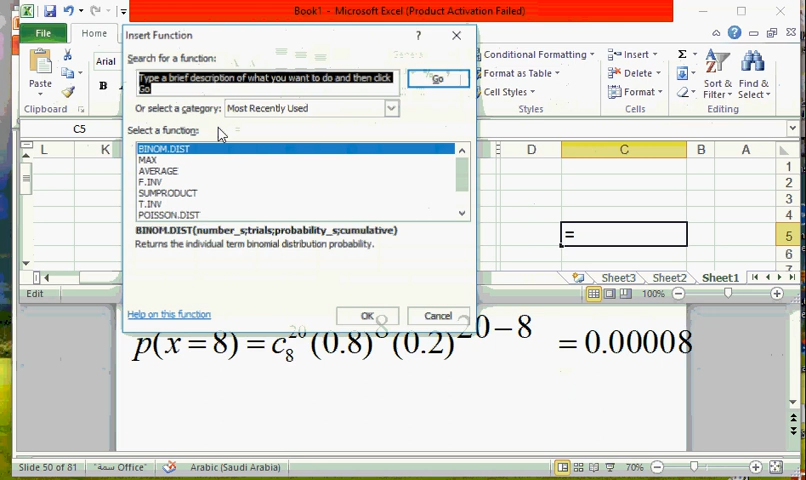 Book1 - Microsoft Excel (Product Activation Failed)
File
Home
Insert Function
Search for a function:
Type a brief description of what you want to do and then click
Go
Go
Or select a category:
Most Recently Used
Select a function:
BINOM.DIST
MAX
AVERAGE
F.INV
SUMPRODUCT
T.INV
POISSON.DIST
BINOM.DIST(number_s;trials;probability_s;cumulative)
Returns the individual term binomial distribution probability.
Help on this function
OK
Cancel
Paste
Arial
B
Clipboard
Conditional Formatting
Format as Table
Cell Styles
Styles
Insert
Delete
Format
Cells
Σ
Sort & Filter
Find & Select
Editing
C5
L K D C B A
1
2
3
4
5
6
7
=
Sheet3 Sheet2 Sheet1
Edit
100%
p(x = 8) = c₈²⁰ (0.8)⁸ (0.2)²⁰⁻⁸ = 0.00008
Slide 50 of 81
"سمة Office"
Arabic (Saudi Arabia)
70%